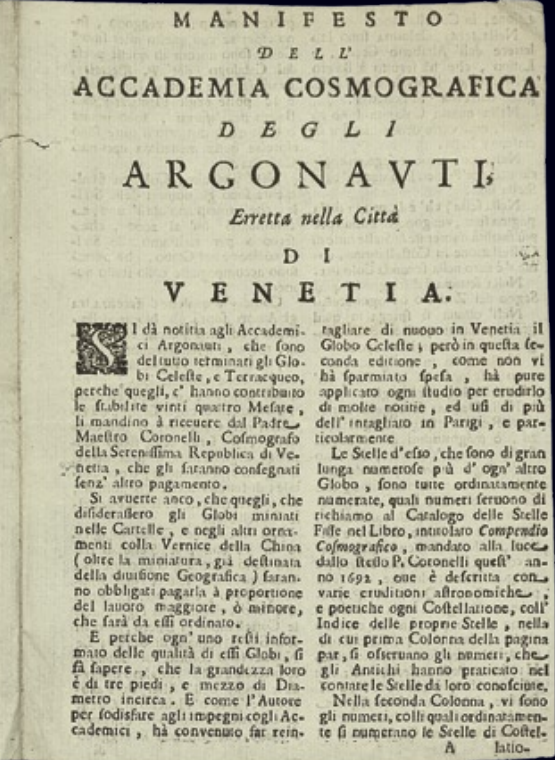 MANIFESTO
DELL'
ACCADEMIA COSMOGRAFICA
DEGLI
ARGONAVTI,
Erretta nella Città
DI
VENETIA.
SI dà notitia agli Accademi-
ci Argonauti, che sono
del tutto terminati gli Glo-
bi Celeste, e Terracqueo,
perche quegli, c' hanno contribuito
le stabilite vinti quattro Mesate,
li mandino à riceuere dal Padre
Maestro Coronelli, Cosmografo
della Serenissima Republica di Ve-
netia, che gli saranno consegnati
senz' altro pagamento.
Si auuerte anco, che quegli, che
disiderassero gli Globi miniati
nelle Cartelle, e negli altri orna-
menti colla Vernice della China
(oltre la miniatura, già destinata
della diuisione Geografica) saran-
no obbligati pagarla à proportione
del lauoro maggiore, ò minore,
che sarà da essi ordinato.
E perche ogn' uno resti infor-
mato delle qualità di essi Globi, si
fà sapere, che la grandezza loro
è di tre piedi, e mezzo di Dia-
metro incirca. E come l'Autore
per sodisfare agli impegni cogli Ac-
cademici, hà conuenuto far rein-
tagliare di nuouo in Venetia il
Globo Celeste; però in questa se-
conda editione, come non vi
hà sparmiato spesa, hà pure
applicato ogni studio per erudirlo
di molte notitie, ed usi di più
dell' intagliato in Parigi, e par-
ticolarmente
Le Stelle d'esso, che sono di gran
lunga numerose più d' ogn' altro
Globo, sono tutte ordinatamente
numerate, quali numeri seruono di
richiamo al Catalogo delle Stelle
Fisse nel Libro, intitolato Compendio
Cosmografico, mandato alla luce
dallo stesso P. Coronelli quest' an-
no 1692, oue è descritta con
varie eruditioni astronomiche,
e poetiche ogni Costellatione, coll'
Indice delle proprie Stelle, nella
di cui prima Colonna della pagina
par, si osseruano gli numeri, che
gli Antichi hanno praticato nel
contare le Stelle da loro conosciute.
Nella seconda Colonna, vi sono
gli numeri, colli quali ordinatamen-
te si numerano le Stelle di Costel-
A latio-